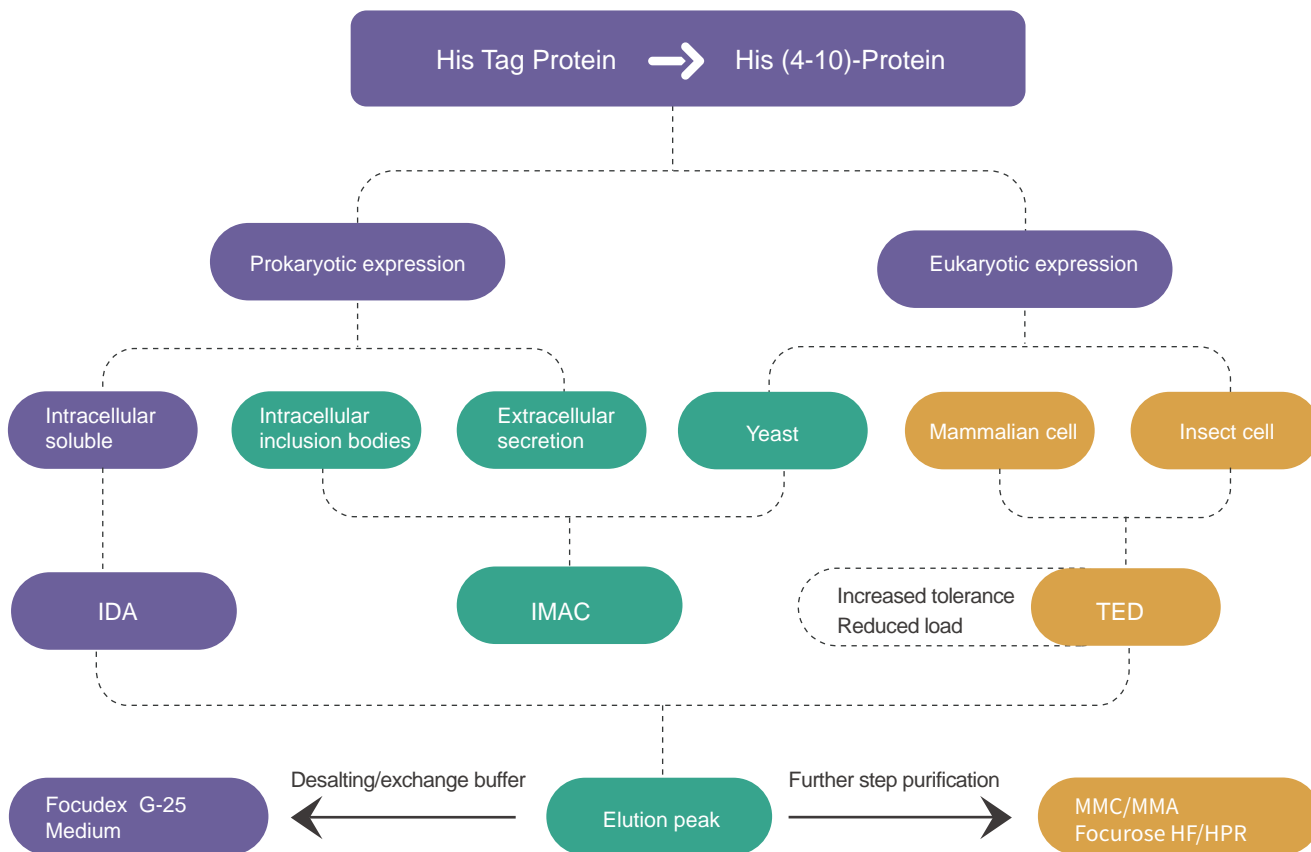 His Tag Protein → His (4-10)-Protein
Prokaryotic expression
Eukaryotic expression
Intracellular
soluble
Intracellular
inclusion bodies
Extracellular
secretion
Yeast
Mammalian cell
Insect cell
IDA
IMAC
Increased tolerance
Reduced load
TED
Desalting/exchange buffer
Further step purification
Focudex G-25
Medium
Elution peak
MMC/MMA
Focurose HF/HPR